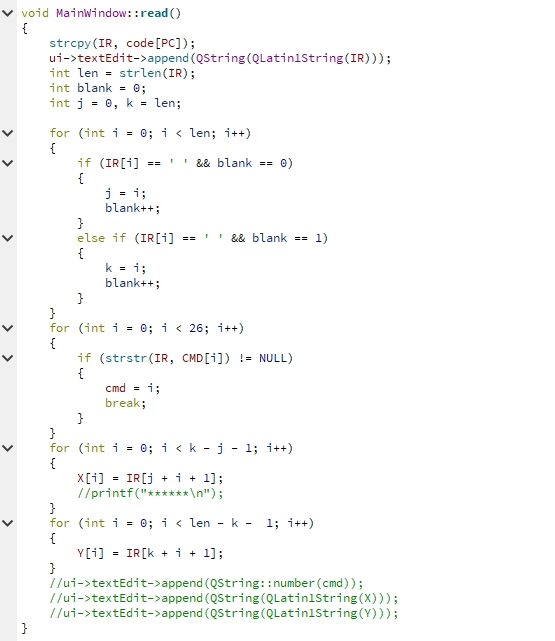 void MainWindow::read()
{
    strcpy(IR, code[PC]);
    ui->textEdit->append(QString(QLatin1String(IR)));
    int len = strlen(IR);
    int blank = 0;
    int j = 0, k = len;

    for (int i = 0; i < len; i++)
    {
        if (IR[i] == ' ' && blank == 0)
        {
            j = i;
            blank++;
        }
        else if (IR[i] == ' ' && blank == 1)
        {
            k = i;
            blank++;
        }
    }
    for (int i = 0; i < 26; i++)
    {
        if (strstr(IR, CMD[i]) != NULL)
        {
            cmd = i;
            break;
        }
    }
    for (int i = 0; i < k - j - 1; i++)
    {
        X[i] = IR[j + i + 1];
        //printf("******\n");
    }
    for (int i = 0; i < len - k -  1; i++)
    {
        Y[i] = IR[k + i + 1];
    }
    //ui->textEdit->append(QString::number(cmd));
    //ui->textEdit->append(QString(QLatin1String(X)));
    //ui->textEdit->append(QString(QLatin1String(Y)));
}